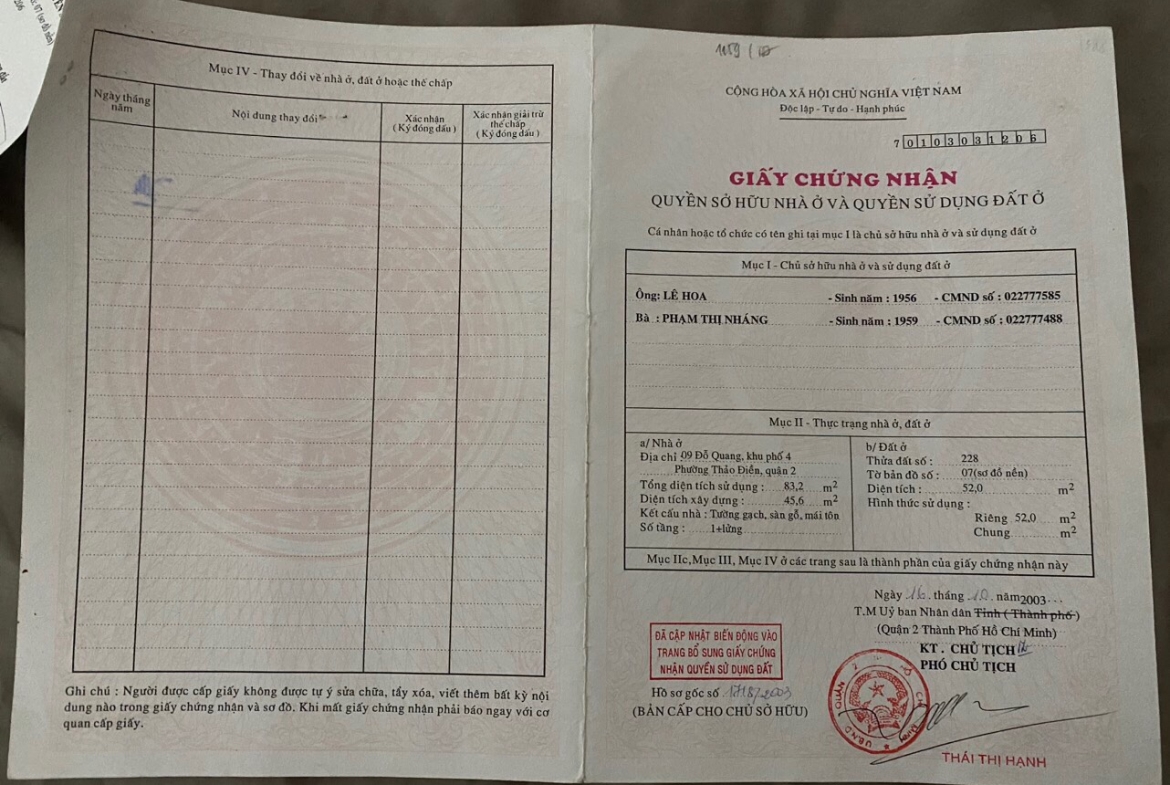 Mục IV - Thay đổi về nhà ở, đất ở hoặc thế chấp
Ngày tháng năm
Nội dung thay đổi
Xác nhận
(Ký đóng dấu)
Xác nhận giải trừ thế chấp
(Ký đóng dấu)
Ghi chú : Người được cấp giấy không được tự ý sửa chữa, tẩy xóa, viết thêm bất kỳ nội
dung nào trong giấy chứng nhận và sơ đồ. Khi mất giấy chứng nhận phải báo ngay với cơ
quan cấp giấy.
CỘNG HÒA XÃ HỘI CHỦ NGHĨA VIỆT NAM
Độc lập - Tự do - Hạnh phúc
7 0103031206
GIẤY CHỨNG NHẬN
QUYỀN SỞ HỮU NHÀ Ở VÀ QUYỀN SỬ DỤNG ĐẤT Ở
Cá nhân hoặc tổ chức có tên ghi tại mục I là chủ sở hữu nhà ở và sử dụng đất ở
Mục I - Chủ sở hữu nhà ở và sử dụng đất ở
Ông: LÊ HOA - Sinh năm : 1956 - CMND số : 022777585
Bà : PHẠM THỊ NHÁNG - Sinh năm : 1959 - CMND số : 022777488
Mục II - Thực trạng nhà ở, đất ở
a/ Nhà ở
Địa chỉ 09 Đỗ Quang, khu phố 4
Phường Thảo Điền, quận 2
Tổng diện tích sử dụng : 83,2 m2
Diện tích xây dựng : 45,6 m2
Kết cấu nhà : Tường gạch, sàn gỗ, mái tôn
Số tầng : 1+lửng
b/ Đất ở
Thửa đất số : 228
Tờ bản đồ số : 07(sơ đồ nền)
Diện tích : 52,0 m2
Hình thức sử dụng :
Riêng 52,0 m2
Chung m2
Mục IIc,Mục III, Mục IV ở các trang sau là thành phần của giấy chứng nhận này
Ngày 16 tháng 10 năm 2003
T.M Uỷ ban Nhân dân Tỉnh ( Thành phố )
(Quận 2 Thành Phố Hồ Chí Minh)
KT . CHỦ TỊCH
PHÓ CHỦ TỊCH
ĐÃ CẬP NHẬT BIẾN ĐỘNG VÀO
TRANG BỔ SUNG GIẤY CHỨNG
NHẬN QUYỀN SỬ DỤNG ĐẤT
Hồ sơ gốc số
(BẢN CẤP CHO CHỦ SỞ HỮU)
THÁI THỊ HẠNH